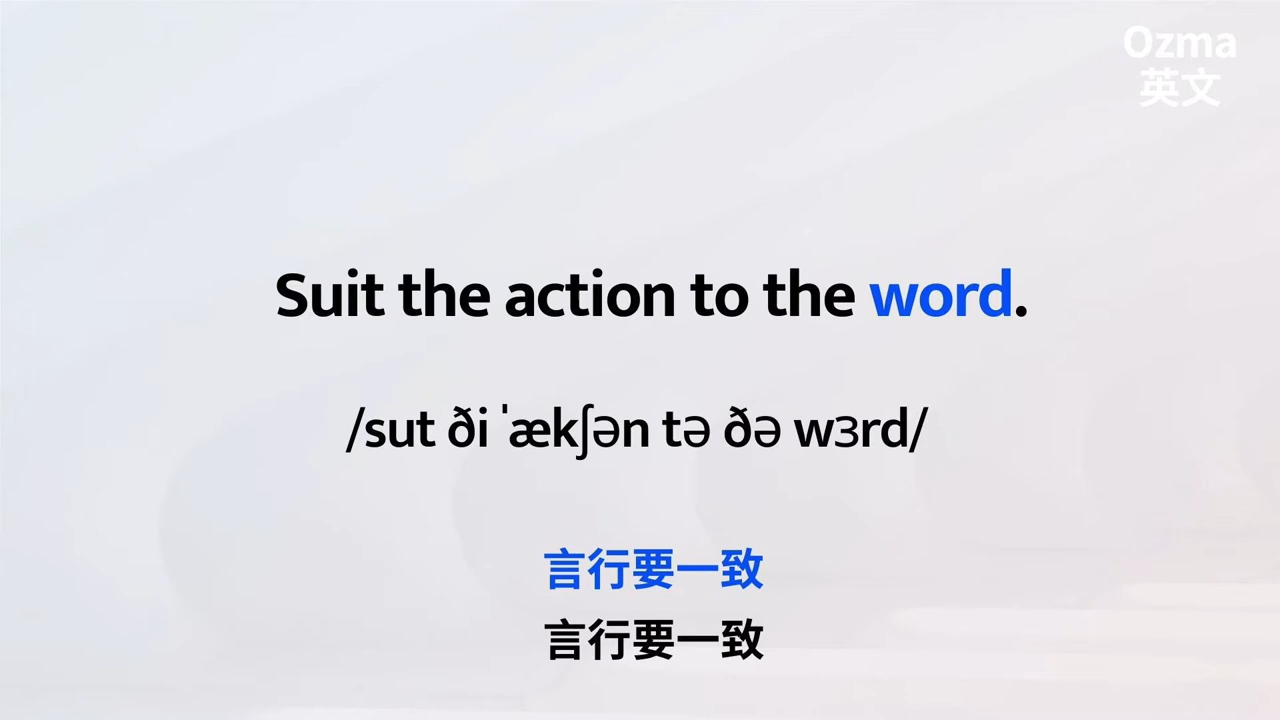 Ozma
英文
Suit the action to the word.
/sut ði ˈækʃən tə ðə wɜrd/
言行要一致
言行要一致